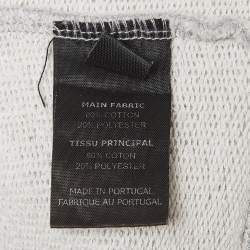 MAIN FABRIC
80% COTTON
20% POLYESTER
TISSU PRINCIPAL
80% COTON
20% POLYESTER
MADE IN PORTUGAL
FABRIQUE AU PORTUGAL